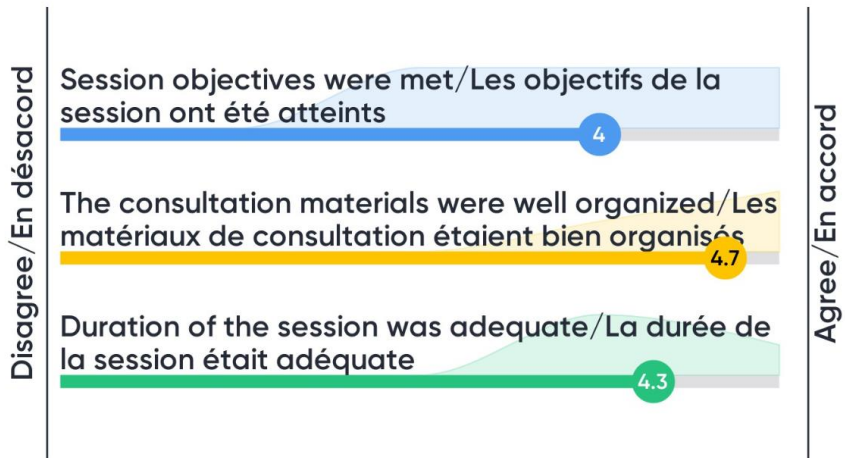 Disagree/En désacord
Session objectives were met/Les objectifs de la
session ont été atteints
4
The consultation materials were well organized/Les
matériaux de consultation étaient bien organisés
4.7
Duration of the session was adequate/La durée de
la session était adéquate
4.3
Agree/En accord